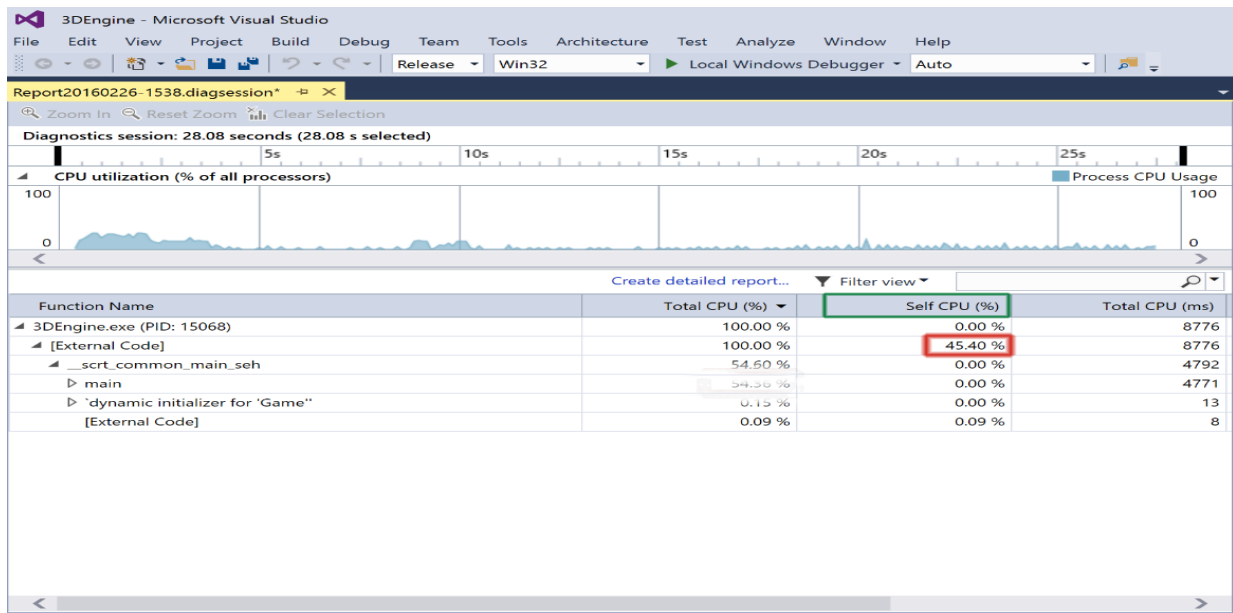 3DEngine - Microsoft Visual Studio
File Edit View Project Build Debug Team Tools Architecture Test Analyze Window Help
Release Win32 Local Windows Debugger Auto
Report20160226-1538.diagsession*
Zoom In Reset Zoom Clear Selection
Diagnostics session: 28.08 seconds (28.08 s selected)
5s 10s 15s 20s 25s
CPU utilization (% of all processors) Process CPU Usage
100 100
0 0
Create detailed report... Filter view
Function Name Total CPU (%) Self CPU (%) Total CPU (ms)
3DEngine.exe (PID: 15068) 100.00 % 0.00 % 8776
[External Code] 100.00 % 45.40 % 8776
__scrt_common_main_seh 54.60 % 0.00 % 4792
main 54.36 % 0.00 % 4771
`dynamic initializer for 'Game'' 0.15 % 0.00 % 13
[External Code] 0.09 % 0.09 % 8